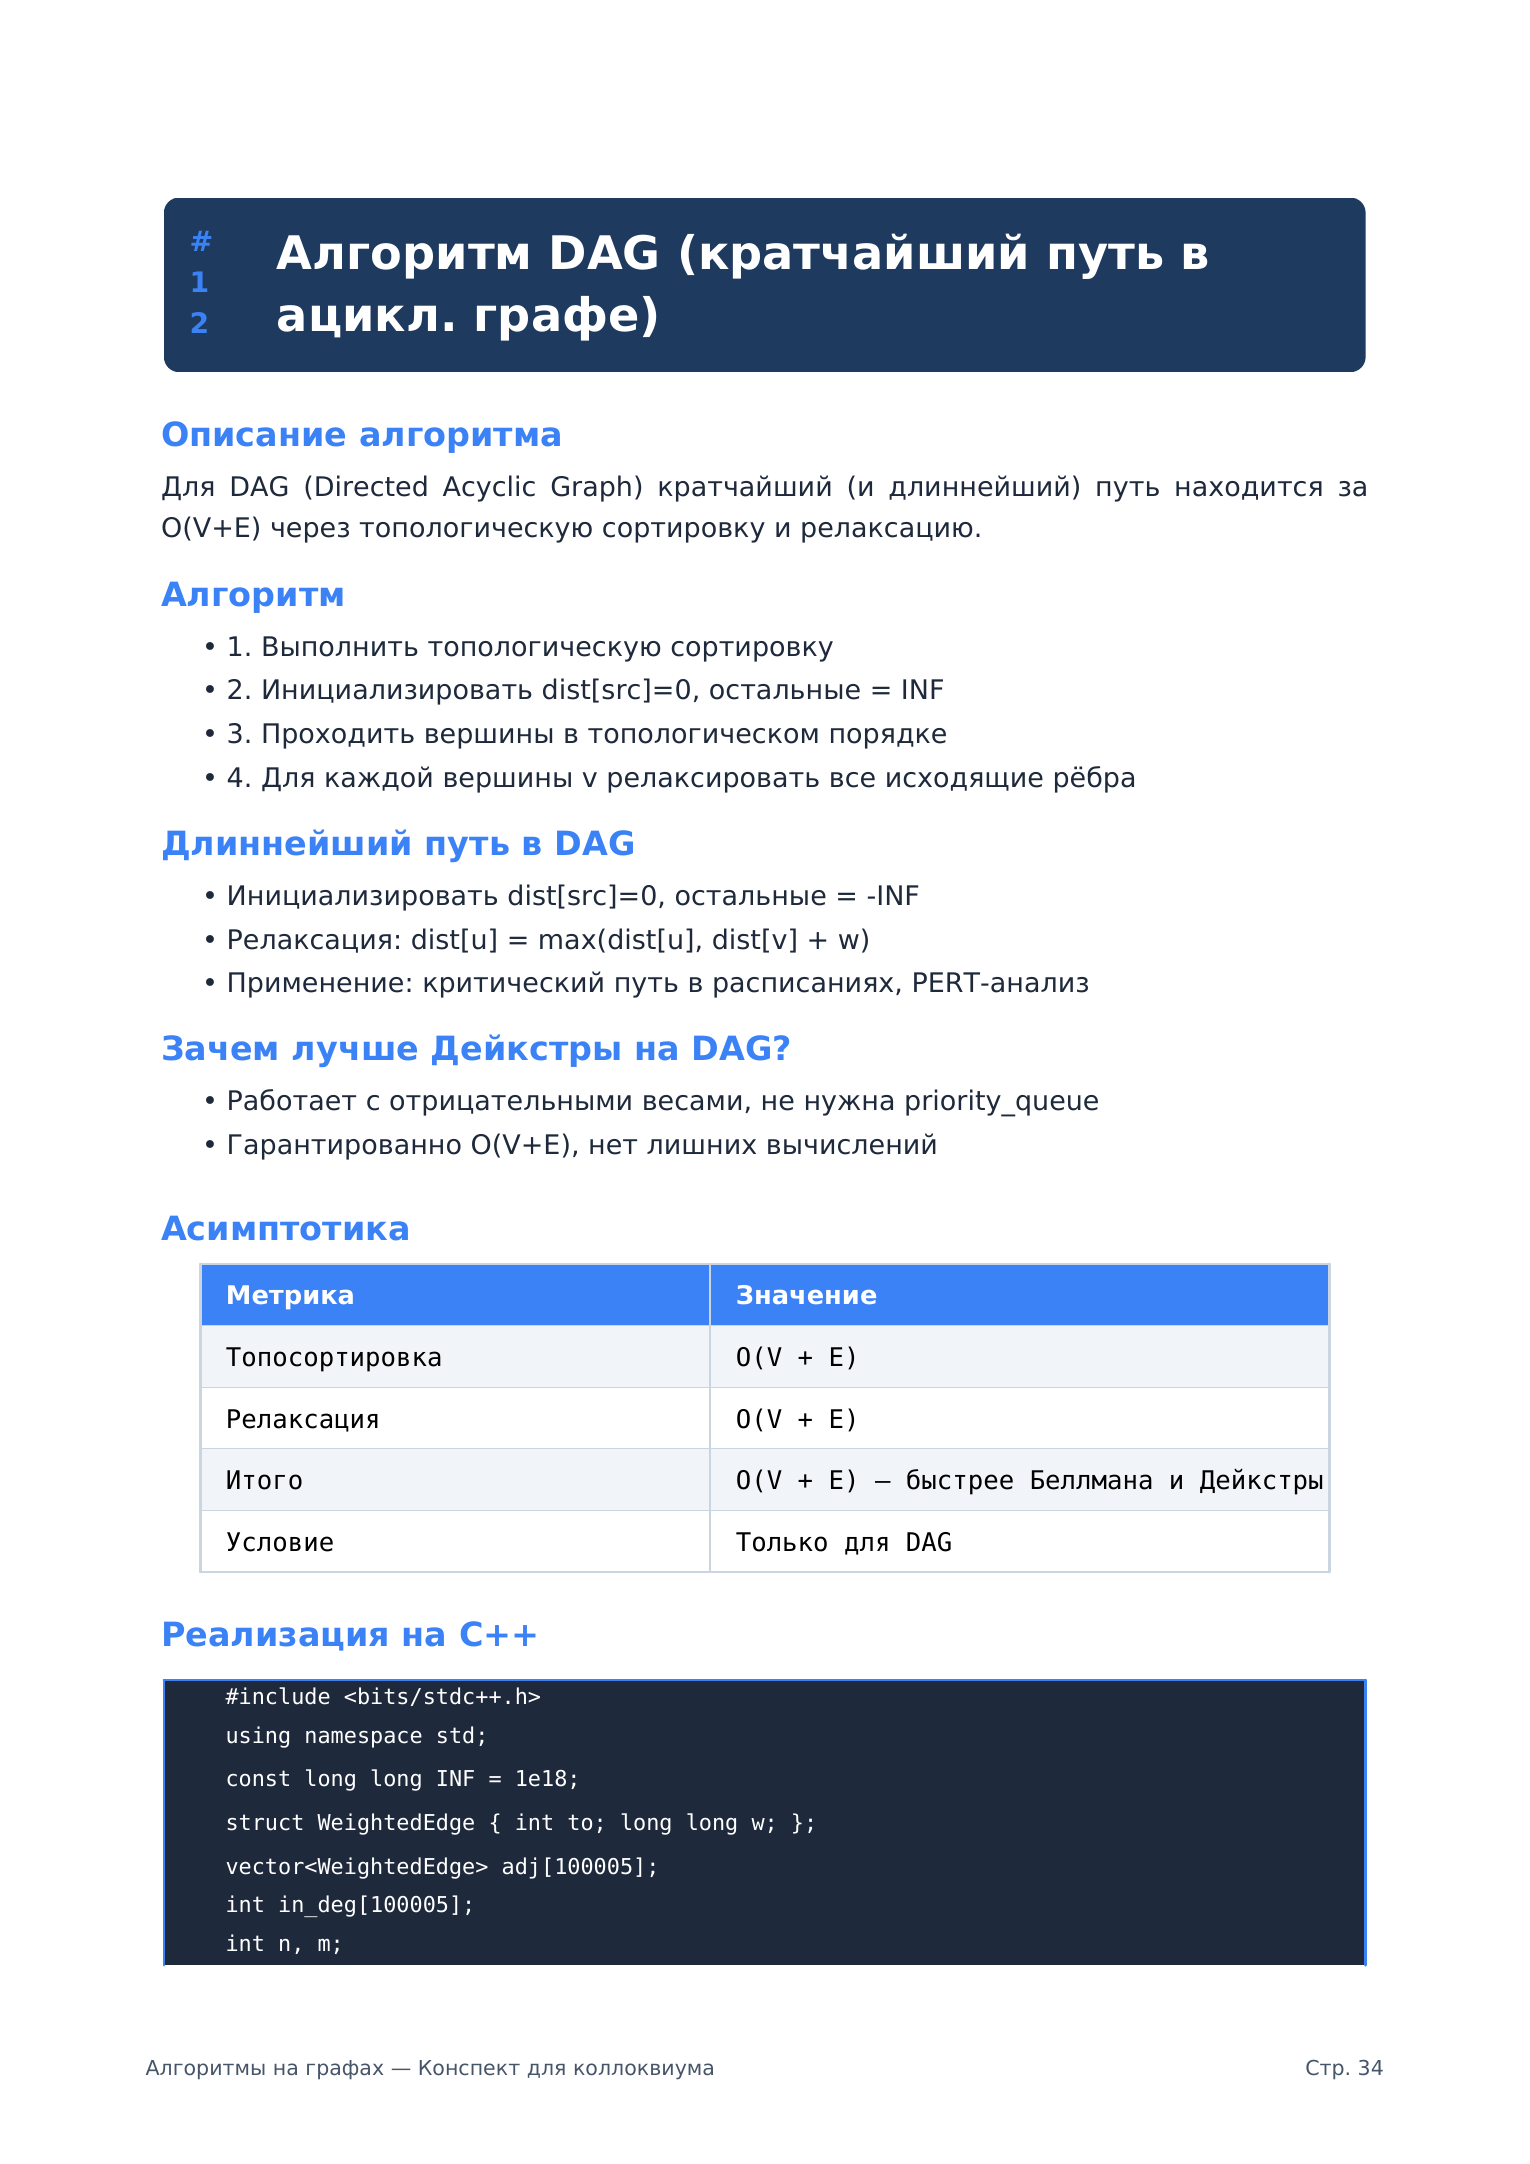 #
1
2
Алгоритм DAG (кратчайший путь в
ацикл. графе)
Описание алгоритма
Для DAG (Directed Acyclic Graph) кратчайший (и длиннейший) путь находится за
O(V+E) через топологическую сортировку и релаксацию.
Алгоритм
• 1. Выполнить топологическую сортировку
• 2. Инициализировать dist[src]=0, остальные = INF
• 3. Проходить вершины в топологическом порядке
• 4. Для каждой вершины v релаксировать все исходящие рёбра
Длиннейший путь в DAG
• Инициализировать dist[src]=0, остальные = -INF
• Релаксация: dist[u] = max(dist[u], dist[v] + w)
• Применение: критический путь в расписаниях, PERT-анализ
Зачем лучше Дейкстры на DAG?
• Работает с отрицательными весами, не нужна priority_queue
• Гарантированно O(V+E), нет лишних вычислений
Асимптотика
Метрика Значение
Топосортировка O(V + E)
Релаксация O(V + E)
Итого O(V + E) — быстрее Беллмана и Дейкстры
Условие Только для DAG
Реализация на C++
#include <bits/stdc++.h>
using namespace std;
const long long INF = 1e18;
struct WeightedEdge { int to; long long w; };
vector<WeightedEdge> adj[100005];
int in_deg[100005];
int n, m;
Алгоритмы на графах — Конспект для коллоквиума Стр. 34